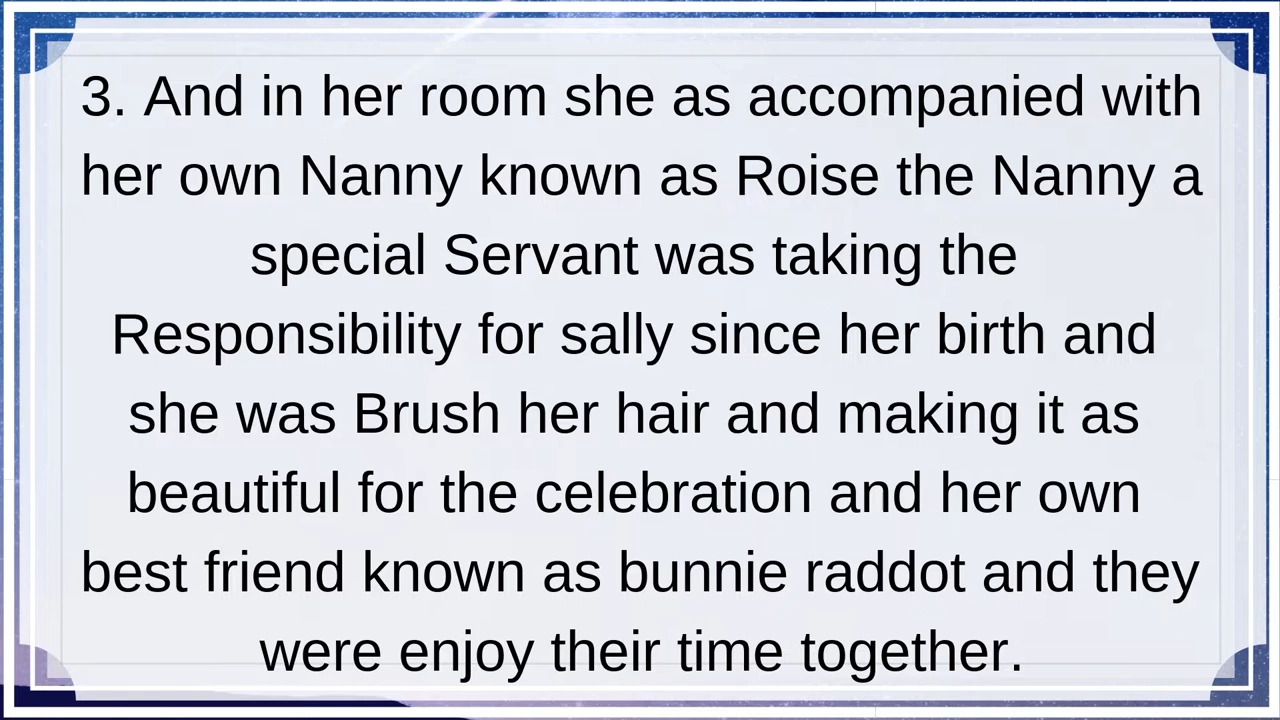 3. And in her room she as accompanied with
her own Nanny known as Roise the Nanny a
special Servant was taking the
Responsibility for sally since her birth and
she was Brush her hair and making it as
beautiful for the celebration and her own
best friend known as bunnie raddot and they
were enjoy their time together.